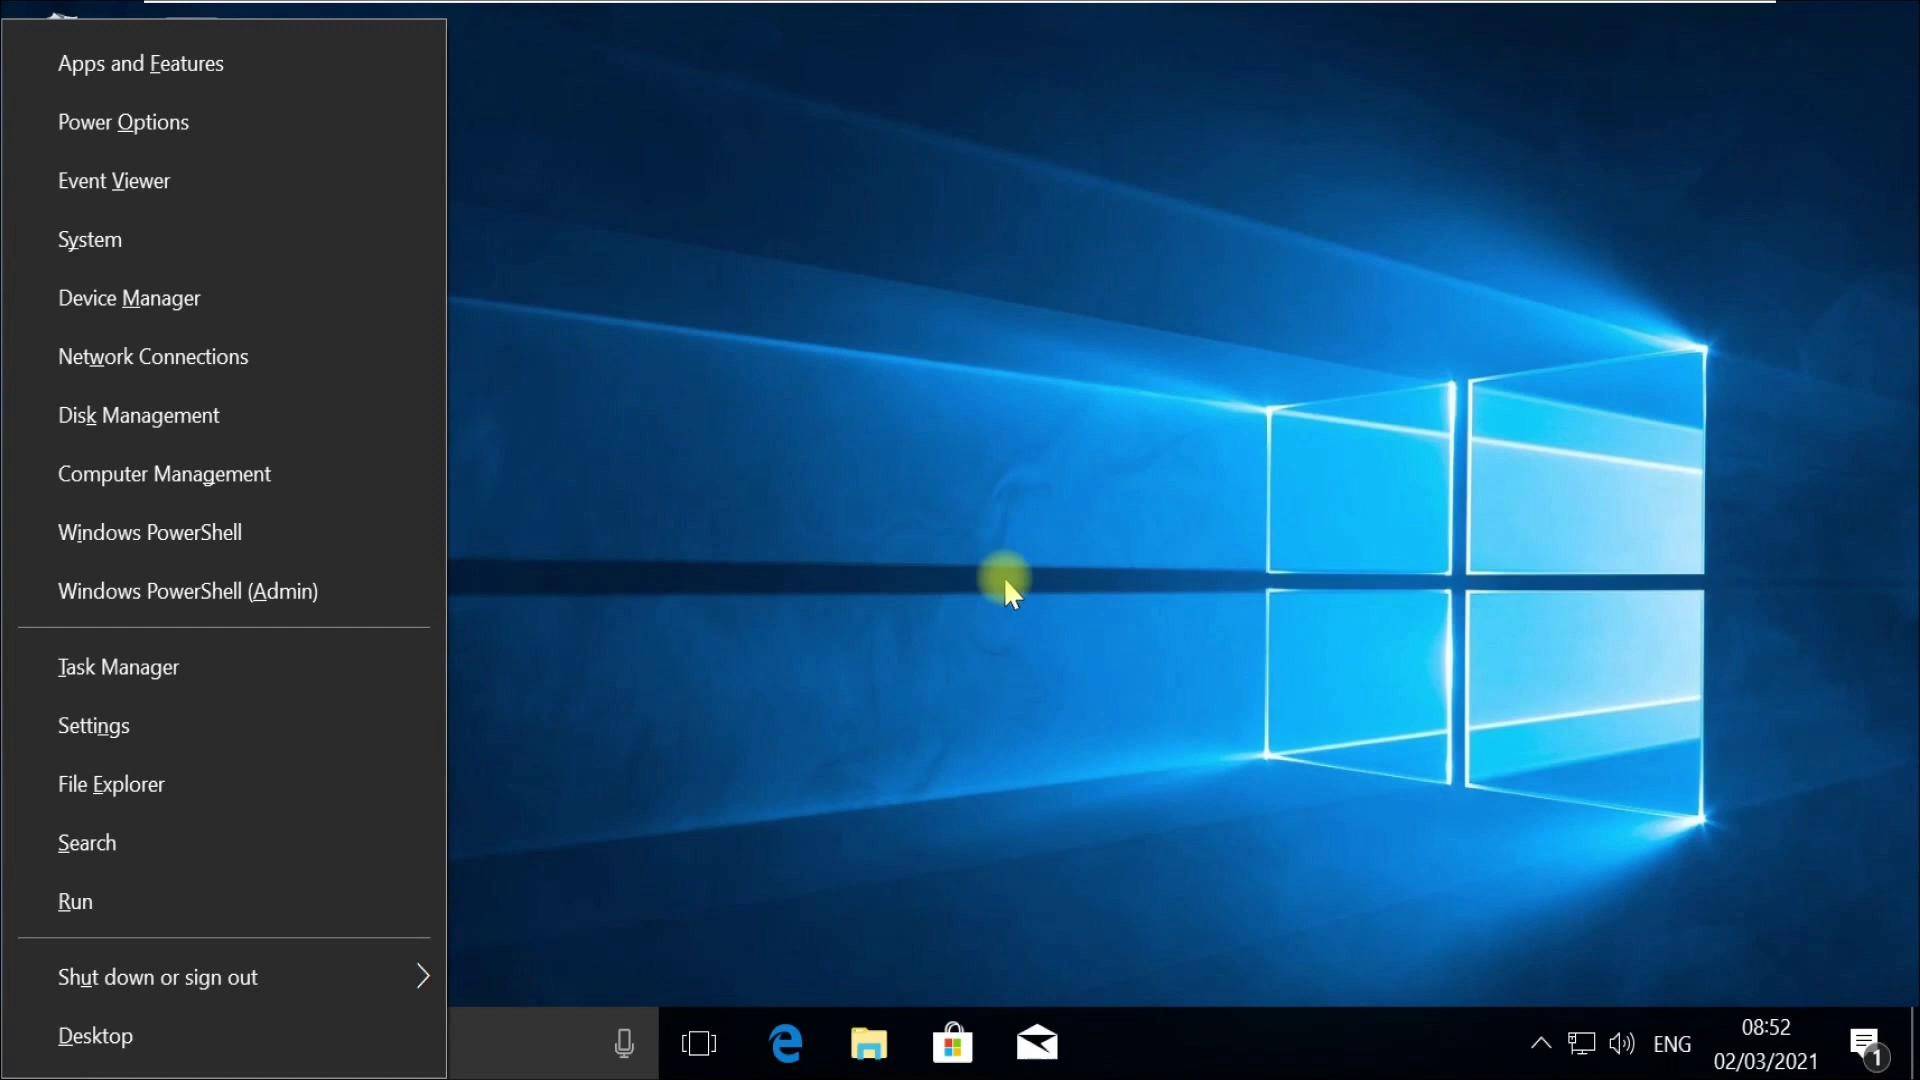 Apps and Features
Power Options
Event Viewer
System
Device Manager
Network Connections
Disk Management
Computer Management
Windows PowerShell
Windows PowerShell (Admin)
Task Manager
Settings
File Explorer
Search
Run
Shut down or sign out
Desktop
ENG
08:52
02/03/2021
1